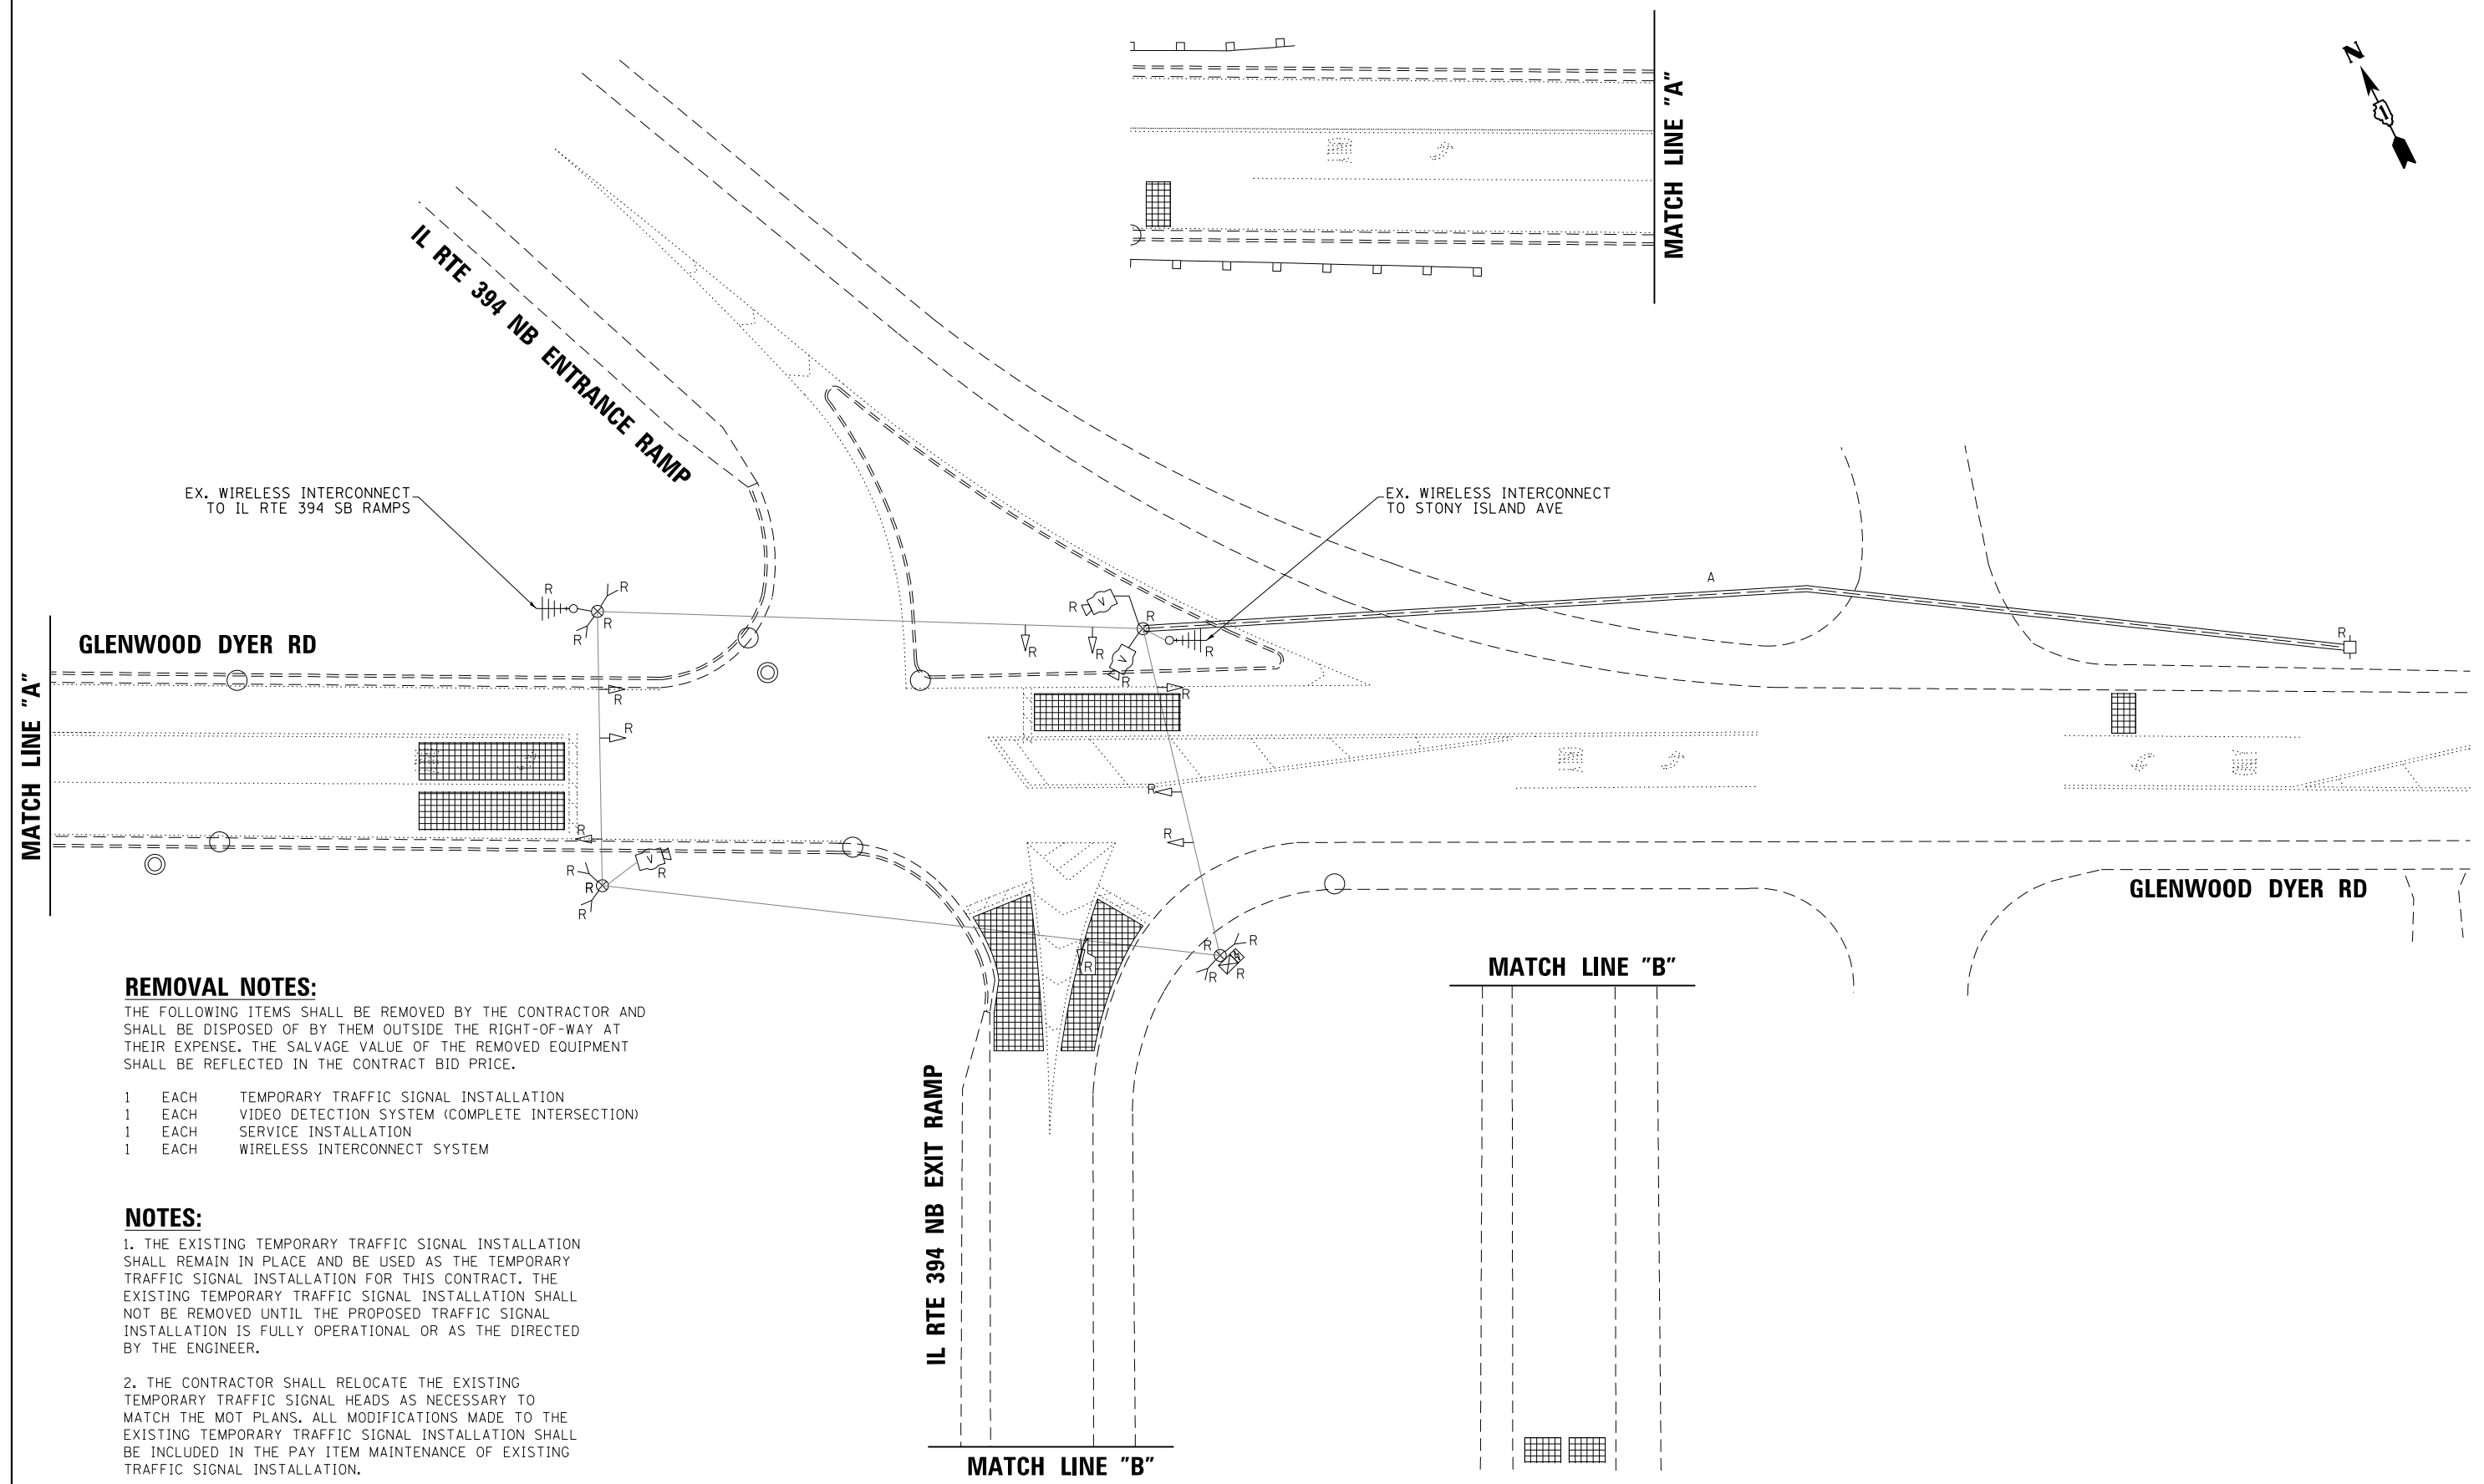 N
MATCH LINE "A"
IL RTE 394 NB ENTRANCE RAMP
EX. WIRELESS INTERCONNECT
TO IL RTE 394 SB RAMPS
EX. WIRELESS INTERCONNECT
TO STONY ISLAND AVE
A
R
R
R
R
R
R
V
R
R
R
R
V
R
R
R
GLENWOOD DYER RD
MATCH LINE "A"
R
R
R
R
R
R
V
R
R
R
R
R
R
R
R
R
GLENWOOD DYER RD
MATCH LINE "B"
IL RTE 394 NB EXIT RAMP
MATCH LINE "B"
REMOVAL NOTES:
THE FOLLOWING ITEMS SHALL BE REMOVED BY THE CONTRACTOR AND
SHALL BE DISPOSED OF BY THEM OUTSIDE THE RIGHT-OF-WAY AT
THEIR EXPENSE. THE SALVAGE VALUE OF THE REMOVED EQUIPMENT
SHALL BE REFLECTED IN THE CONTRACT BID PRICE.
1 EACH TEMPORARY TRAFFIC SIGNAL INSTALLATION
1 EACH VIDEO DETECTION SYSTEM (COMPLETE INTERSECTION)
1 EACH SERVICE INSTALLATION
1 EACH WIRELESS INTERCONNECT SYSTEM
NOTES:
1. THE EXISTING TEMPORARY TRAFFIC SIGNAL INSTALLATION
SHALL REMAIN IN PLACE AND BE USED AS THE TEMPORARY
TRAFFIC SIGNAL INSTALLATION FOR THIS CONTRACT. THE
EXISTING TEMPORARY TRAFFIC SIGNAL INSTALLATION SHALL
NOT BE REMOVED UNTIL THE PROPOSED TRAFFIC SIGNAL
INSTALLATION IS FULLY OPERATIONAL OR AS THE DIRECTED
BY THE ENGINEER.
2. THE CONTRACTOR SHALL RELOCATE THE EXISTING
TEMPORARY TRAFFIC SIGNAL HEADS AS NECESSARY TO
MATCH THE MOT PLANS. ALL MODIFICATIONS MADE TO THE
EXISTING TEMPORARY TRAFFIC SIGNAL INSTALLATION SHALL
BE INCLUDED IN THE PAY ITEM MAINTENANCE OF EXISTING
TRAFFIC SIGNAL INSTALLATION.